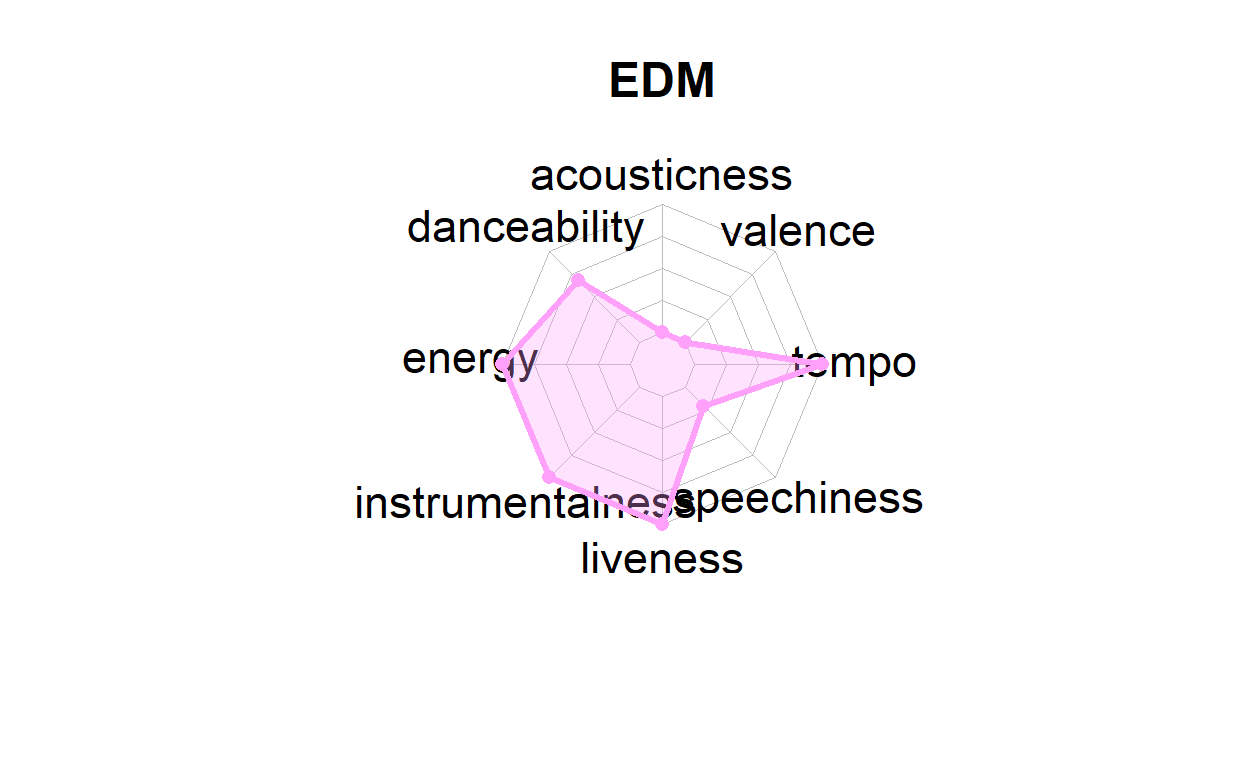 EDM
acousticness
danceability
valence
energy
tempo
instrumentalness
speechiness
liveness